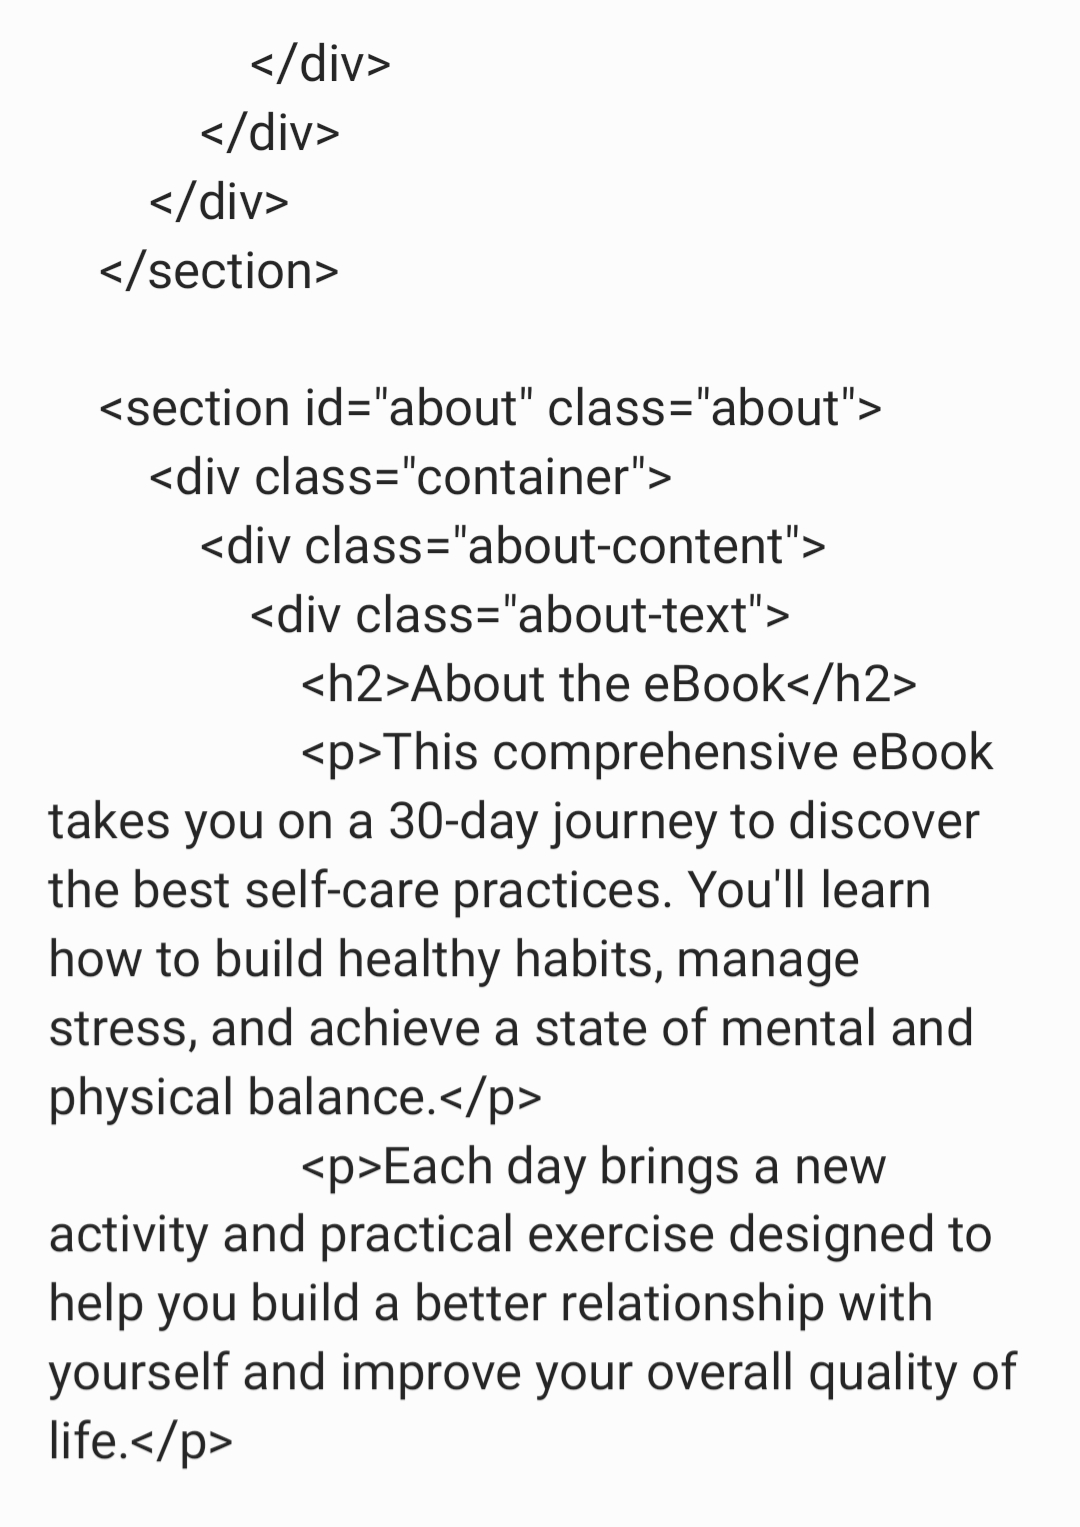 </div>
</div>
</div>
</section>
<section id="about" class="about">
<div class="container">
<div class="about-content">
<div class="about-text">
<h2>About the eBook</h2>
<p>This comprehensive eBook
takes you on a 30-day journey to discover
the best self-care practices. You'll learn
how to build healthy habits, manage
stress, and achieve a state of mental and
physical balance.</p>
<p>Each day brings a new
activity and practical exercise designed to
help you build a better relationship with
yourself and improve your overall quality of
life.</p>